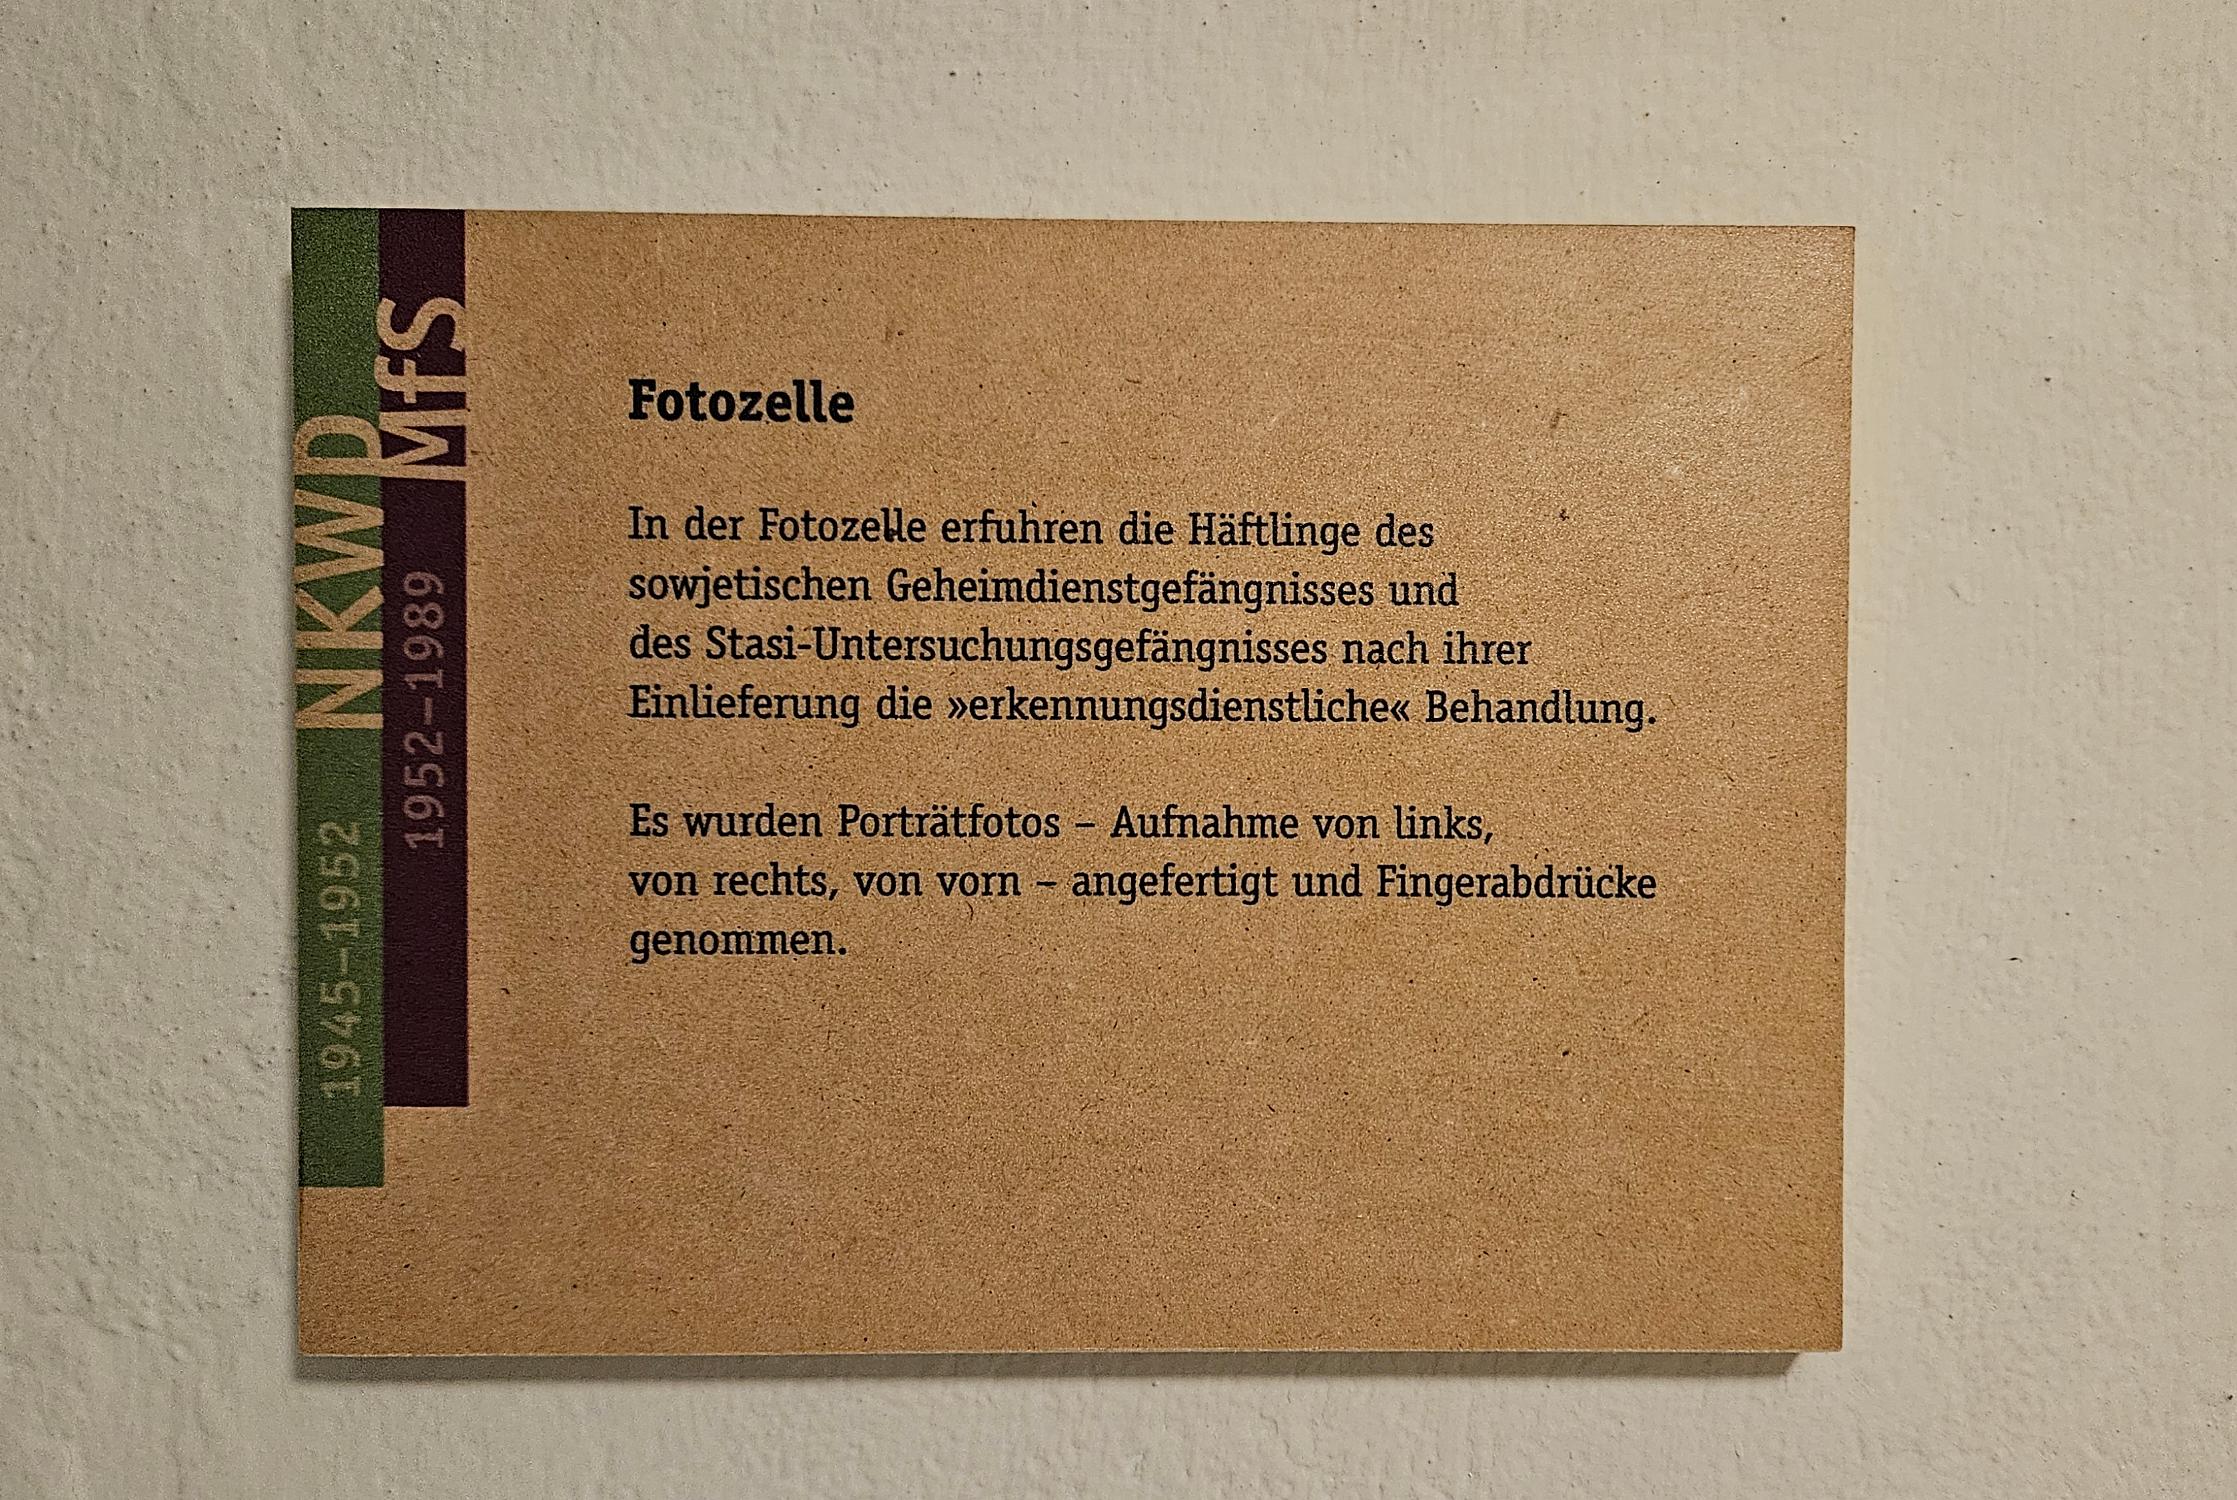 NKWD
1945–1952
MfS
1952–1989
Fotozelle
In der Fotozelle erfuhren die Häftlinge des
sowjetischen Geheimdienstgefängnisses und
des Stasi-Untersuchungsgefängnisses nach ihrer
Einlieferung die »erkennungsdienstliche« Behandlung.
Es wurden Porträtfotos – Aufnahme von links,
von rechts, von vorn – angefertigt und Fingerabdrücke
genommen.